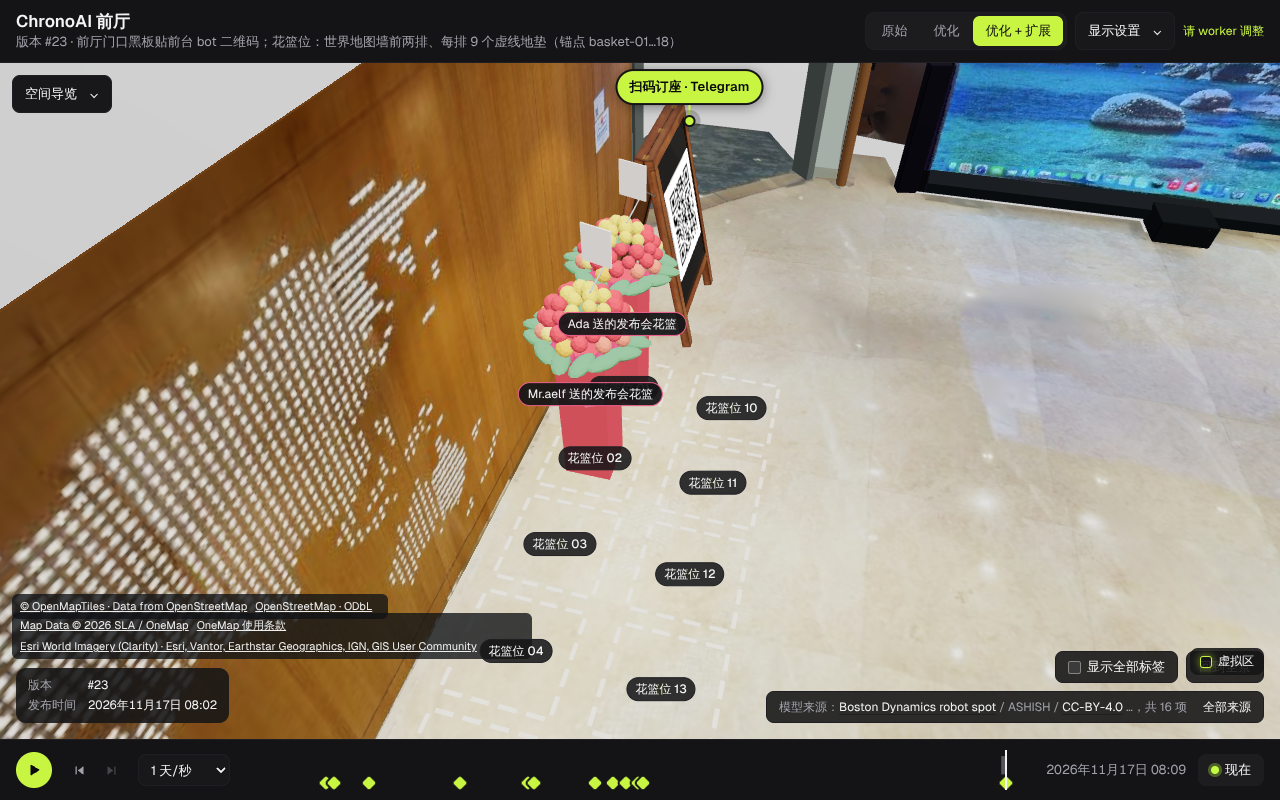 ChronoAI 前厅
版本 #23 · 前厅门口黑板贴前台 bot 二维码；花篮位：世界地图墙前两排、每排 9 个虚线地垫（锚点 basket-01…18）
原始
优化
优化 + 扩展
显示设置
请 worker 调整
空间导览
扫码订座 · Telegram
Ada 送的发布会花篮
Mr.aelf 送的发布会花篮
花篮位 10
花篮位 02
花篮位 11
花篮位 03
花篮位 12
花篮位 04
花篮位 13
© OpenMapTiles · Data from OpenStreetMap
OpenStreetMap · ODbL
Map Data © 2026 SLA / OneMap
OneMap 使用条款
Esri World Imagery (Clarity) · Esri, Vantor, Earthstar Geographics, IGN, GIS User Community
显示全部标签
虚拟区
版本 #23
发布时间 2026年11月17日 08:02
模型来源：Boston Dynamics robot spot / ASHISH / CC-BY-4.0 …，共 16 项
全部来源
1 天/秒
2026年11月17日 08:09
现在